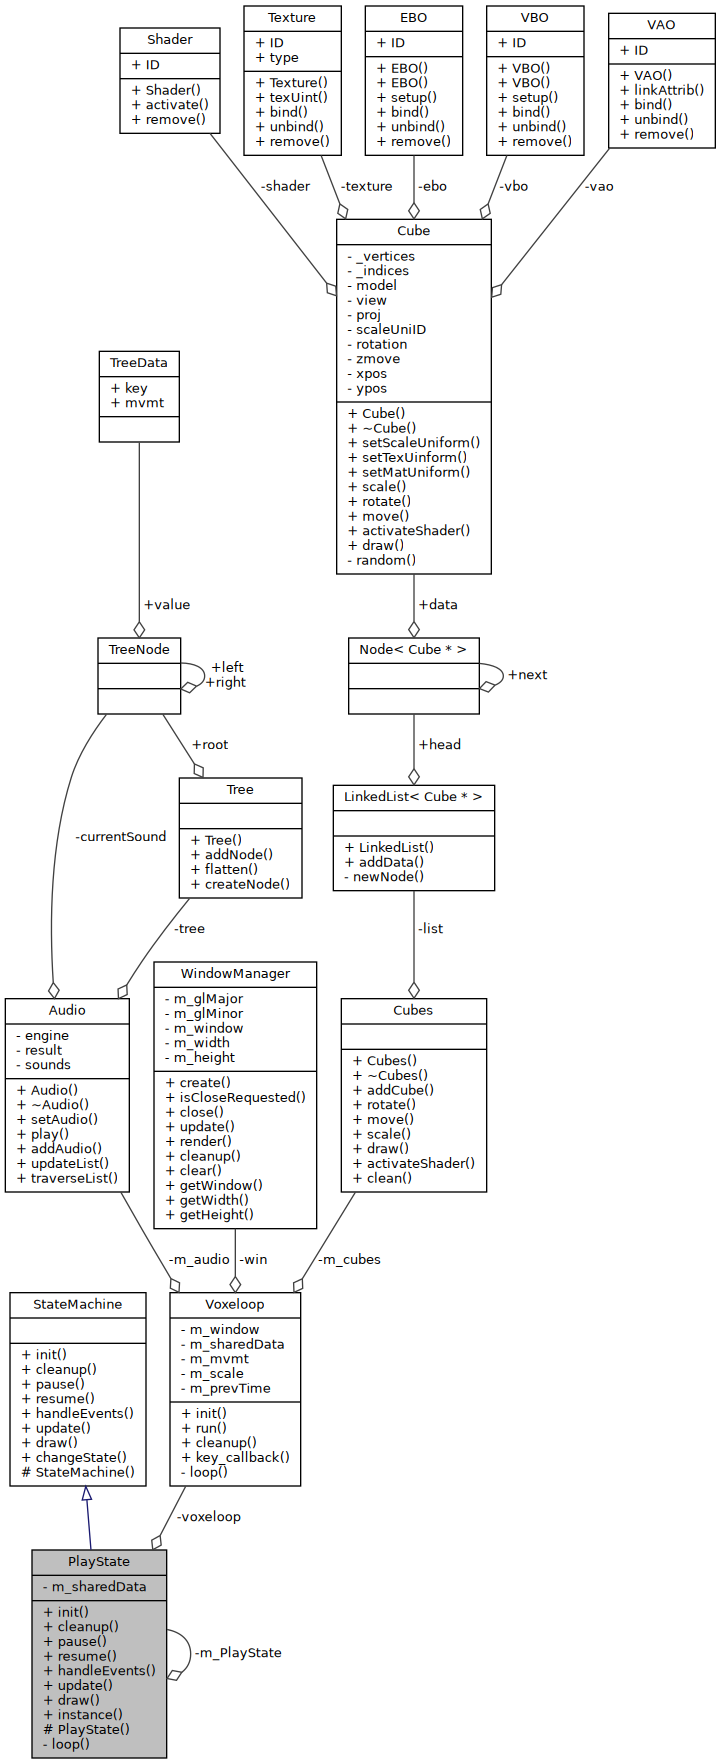 Shader
+ ID
+ Shader()
+ activate()
+ remove()
Texture
+ ID
+ type
+ Texture()
+ texUint()
+ bind()
+ unbind()
+ remove()
EBO
+ ID
+ EBO()
+ EBO()
+ setup()
+ bind()
+ unbind()
+ remove()
VBO
+ ID
+ VBO()
+ VBO()
+ setup()
+ bind()
+ unbind()
+ remove()
VAO
+ ID
+ VAO()
+ linkAttrib()
+ bind()
+ unbind()
+ remove()
-shader
-texture
-ebo
-vbo
-vao
Cube
- _vertices
- _indices
- model
- view
- proj
- scaleUniID
- rotation
- zmove
- xpos
- ypos
+ Cube()
+ ~Cube()
+ setScaleUniform()
+ setTexUinform()
+ setMatUniform()
+ scale()
+ rotate()
+ move()
+ activateShader()
+ draw()
- random()
TreeData
+ key
+ mvmt
+value
+data
TreeNode
+left
+right
Node< Cube * >
+next
+root
+head
-currentSound
Tree
+ Tree()
+ addNode()
+ flatten()
+ createNode()
LinkedList< Cube * >
+ LinkedList()
+ addData()
- newNode()
-tree
-list
Audio
- engine
- result
- sounds
+ Audio()
+ ~Audio()
+ setAudio()
+ play()
+ addAudio()
+ updateList()
+ traverseList()
WindowManager
- m_glMajor
- m_glMinor
- m_window
- m_width
- m_height
+ create()
+ isCloseRequested()
+ close()
+ update()
+ render()
+ cleanup()
+ clear()
+ getWindow()
+ getWidth()
+ getHeight()
Cubes
+ Cubes()
+ ~Cubes()
+ addCube()
+ rotate()
+ move()
+ scale()
+ draw()
+ activateShader()
+ clean()
-m_audio
-win
-m_cubes
StateMachine
+ init()
+ cleanup()
+ pause()
+ resume()
+ handleEvents()
+ update()
+ draw()
+ changeState()
# StateMachine()
Voxeloop
- m_window
- m_sharedData
- m_mvmt
- m_scale
- m_prevTime
+ init()
+ run()
+ cleanup()
+ key_callback()
- loop()
-voxeloop
PlayState
- m_sharedData
+ init()
+ cleanup()
+ pause()
+ resume()
+ handleEvents()
+ update()
+ draw()
+ instance()
# PlayState()
- loop()
-m_PlayState